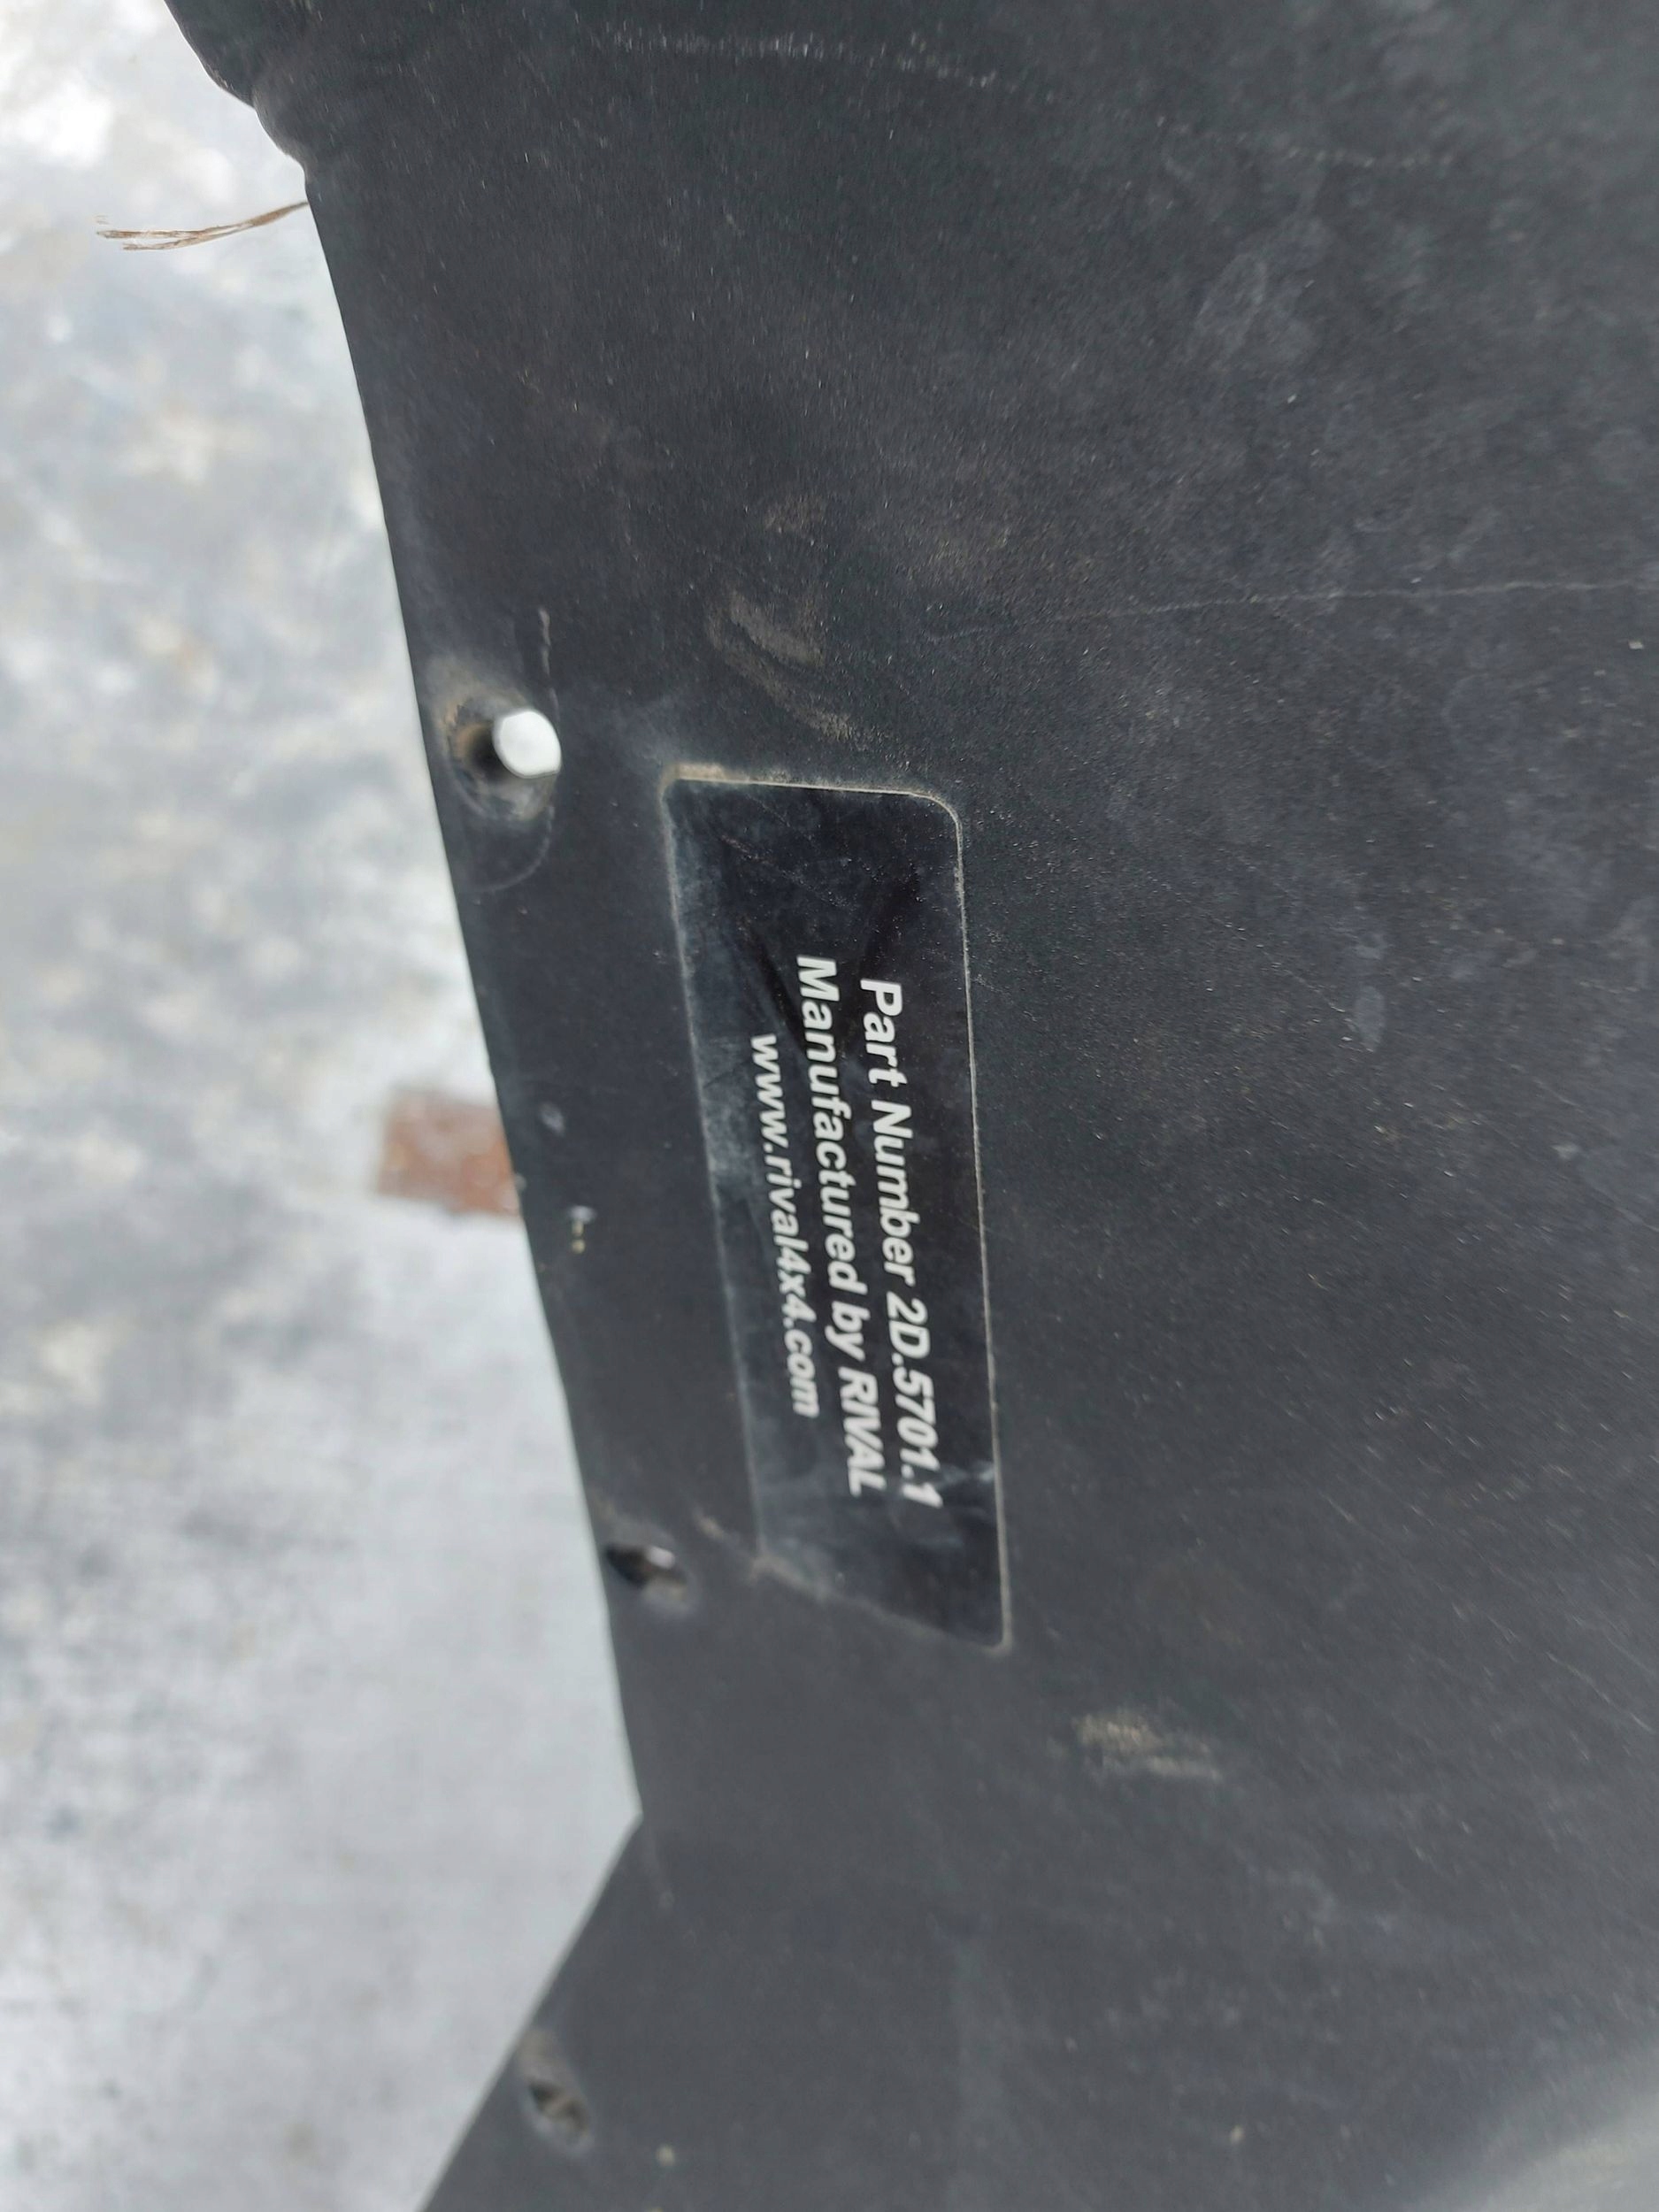 Part Number 2D.5701.1
Manufactured by RIVAL
www.rival4x4.com